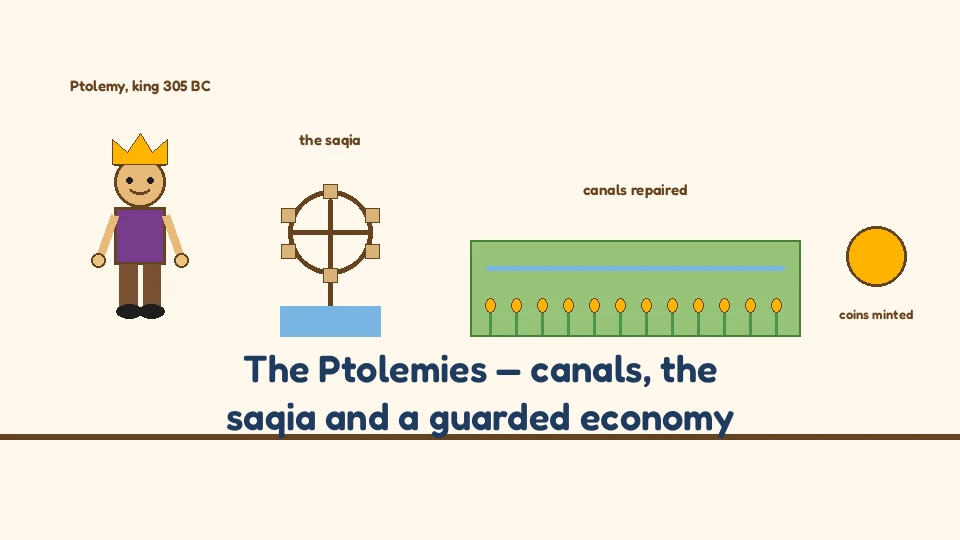 Ptolemy, king 305 BC
the saqia
canals repaired
coins minted
The Ptolemies — canals, the
saqia and a guarded economy